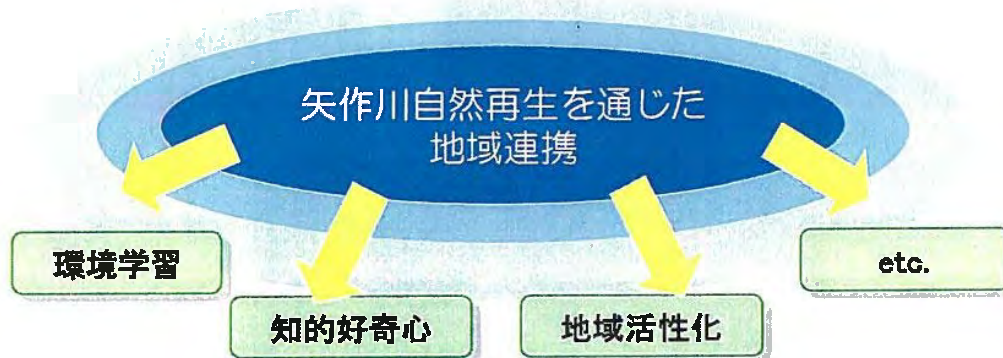 矢作川自然再生を通じた
地域連携
環境学習
知的好奇心
地域活性化
etc.